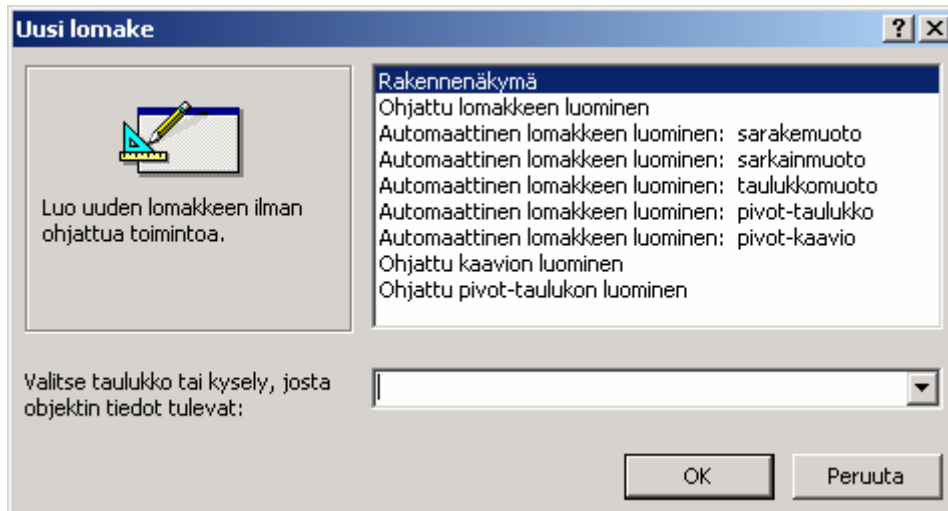 Uusi lomake
Rakennenäkymä
Ohjattu lomakkeen luominen
Automaattinen lomakkeen luominen: sarakemuoto
Automaattinen lomakkeen luominen: sarkainmuoto
Automaattinen lomakkeen luominen: taulukkomuoto
Automaattinen lomakkeen luominen: pivot-taulukko
Automaattinen lomakkeen luominen: pivot-kaavio
Ohjattu kaavion luominen
Ohjattu pivot-taulukon luominen
Luo uuden lomakkeen ilman
ohjattua toimintoa.
Valitse taulukko tai kysely, josta
objektin tiedot tulevat:
OK
Peruuta